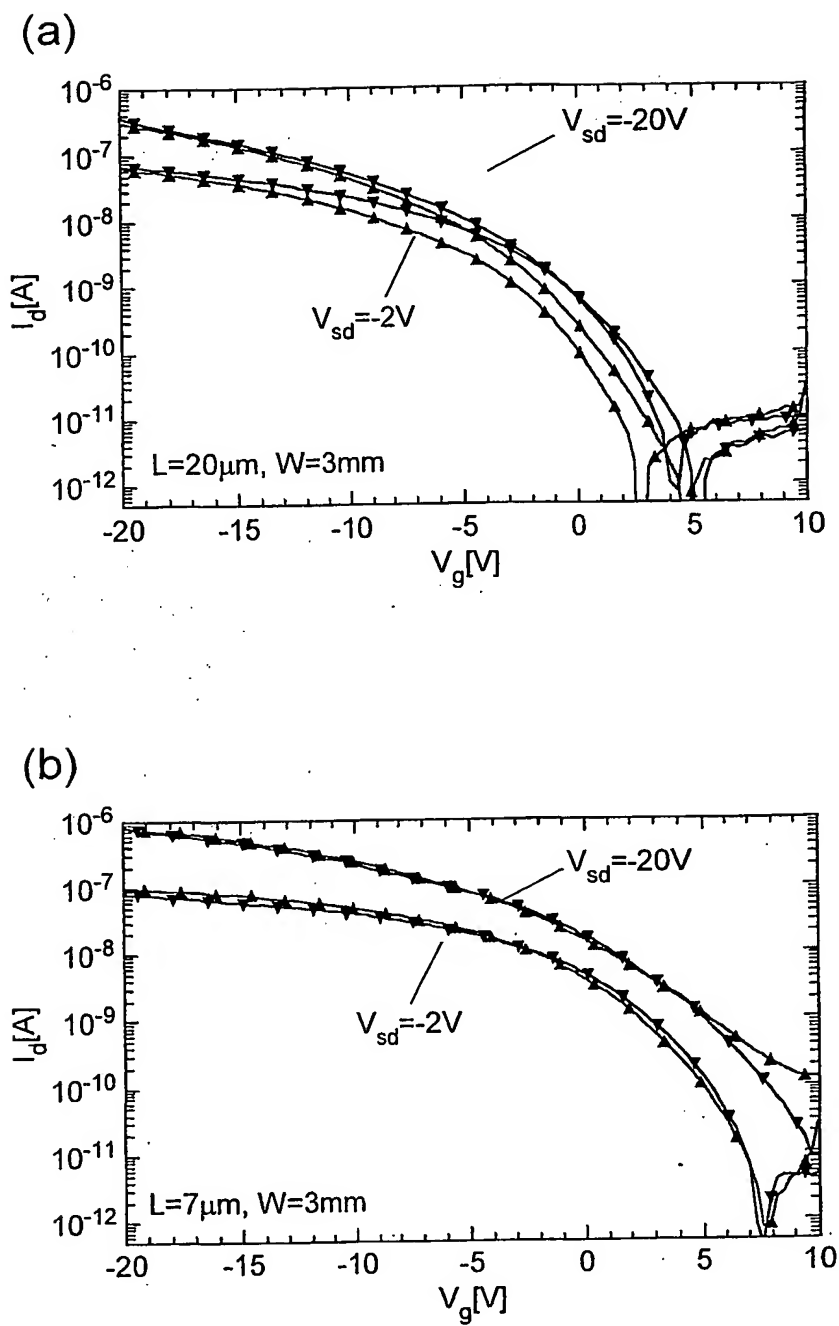 (a)
10⁻⁶
10⁻⁷
10⁻⁸
10⁻⁹
10⁻¹⁰
10⁻¹¹
10⁻¹²
I_d[A]
V_sd=-20V
V_sd=-2V
L=20μm, W=3mm
-20 -15 -10 -5 0 5 10
V_g[V]
(b)
10⁻⁶
10⁻⁷
10⁻⁸
10⁻⁹
10⁻¹⁰
10⁻¹¹
10⁻¹²
I_d[A]
V_sd=-20V
V_sd=-2V
L=7μm, W=3mm
-20 -15 -10 -5 0 5 10
V_g[V]